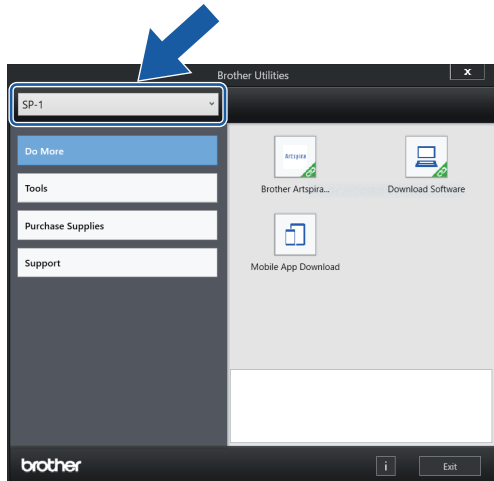 Brother Utilities
x
SP-1
Do More
Tools
Purchase Supplies
Support
Artspira
Brother Artspira...
Download Software
Mobile App Download
brother
i
Exit